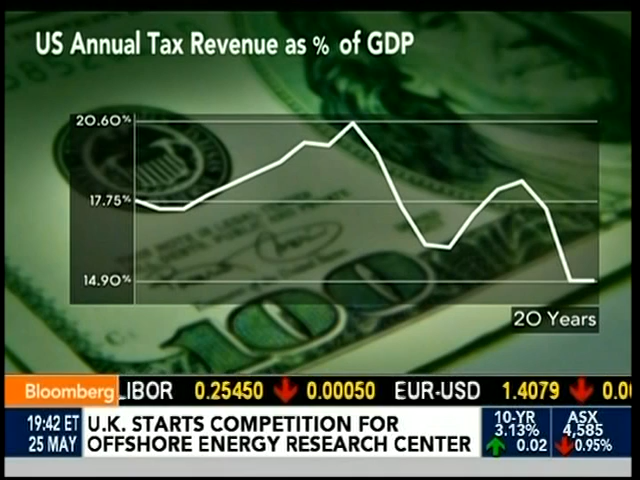 US Annual Tax Revenue as % of GDP
20.60%
17.75%
14.90%
20 Years
Bloomberg LIBOR 0.25450 0.00050 EUR-USD 1.4079 0.00
19:42 ET
25 MAY
U.K. STARTS COMPETITION FOR
OFFSHORE ENERGY RESEARCH CENTER
10-YR
3.13%
0.02
ASX
4,585
0.95%
100